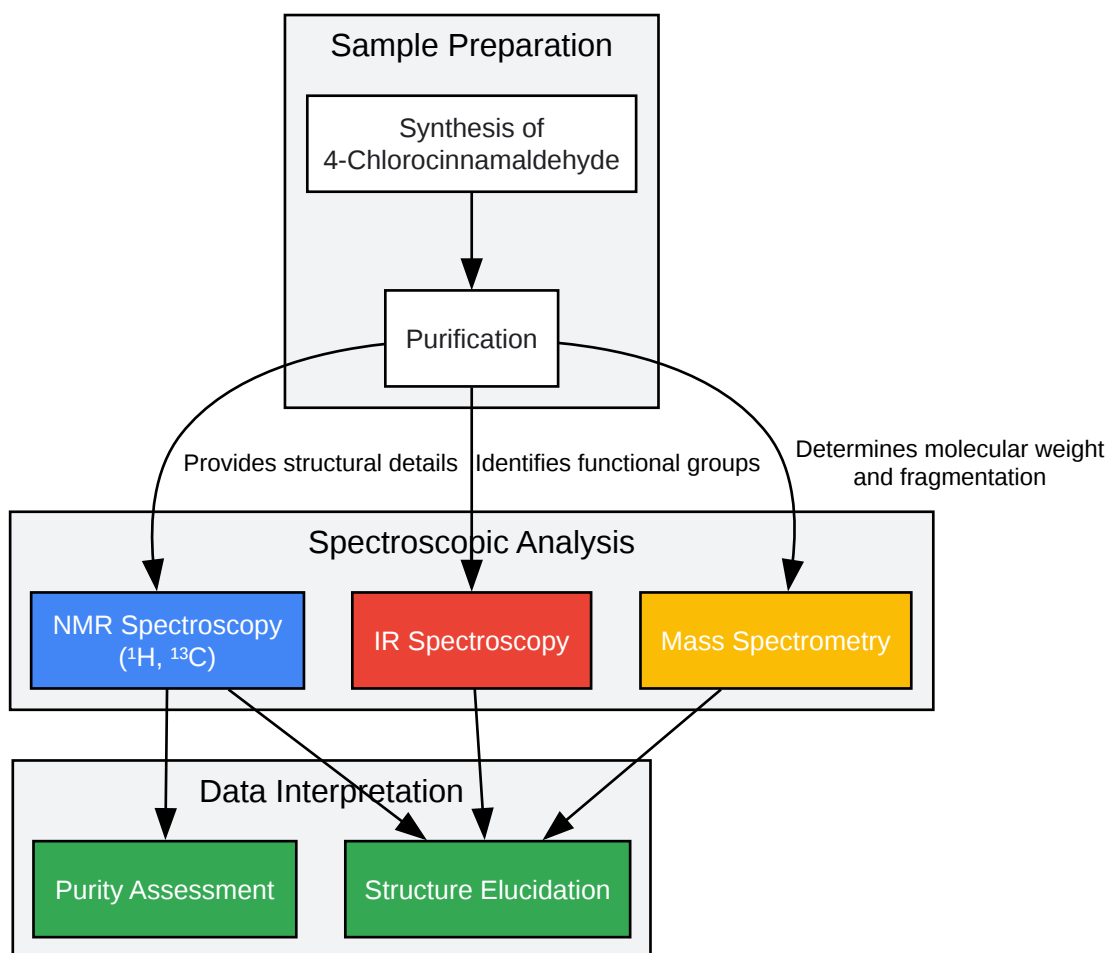 Sample Preparation
Synthesis of
4-Chlorocinnamaldehyde
Purification
Provides structural details
Identifies functional groups
Determines molecular weight
and fragmentation
Spectroscopic Analysis
NMR Spectroscopy
(¹H, ¹³C)
IR Spectroscopy
Mass Spectrometry
Data Interpretation
Purity Assessment
Structure Elucidation